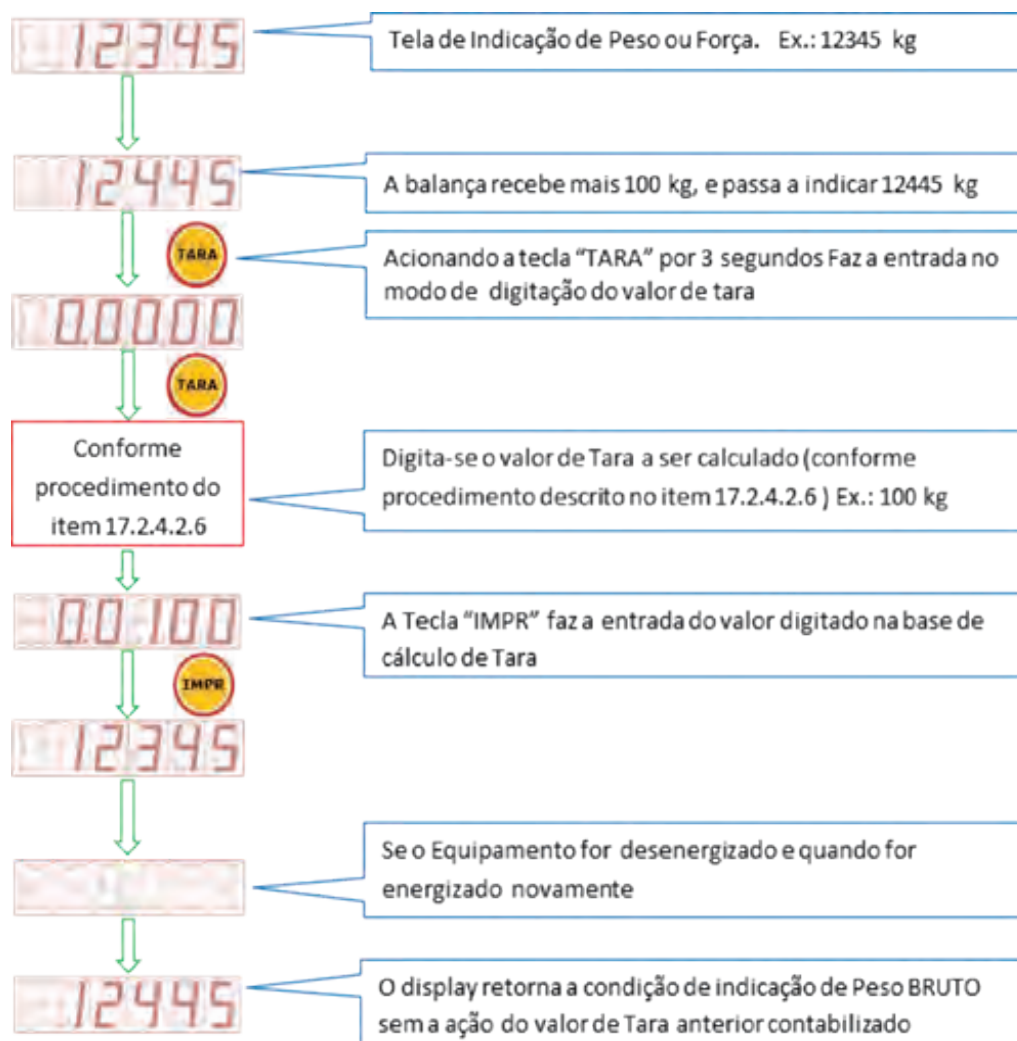 12345
Tela de Indicação de Peso ou Força. Ex.: 12345 kg
12445
A balança recebe mais 100 kg, e passa a indicar 12445 kg
TARA
Acionando a tecla “TARA” por 3 segundos Faz a entrada no
modo de digitação do valor de tara
0.0000
TARA
Conforme
procedimento do
item 17.2.4.2.6
Digita-se o valor de Tara a ser calculado (conforme
procedimento descrito no item 17.2.4.2.6 ) Ex.: 100 kg
0.0100
A Tecla “IMPR” faz a entrada do valor digitado na base de
cálculo de Tara
IMPR
12345
Se o Equipamento for desenergizado e quando for
energizado novamente
12445
O display retorna a condição de indicação de Peso BRUTO
sem a ação do valor de Tara anterior contabilizado